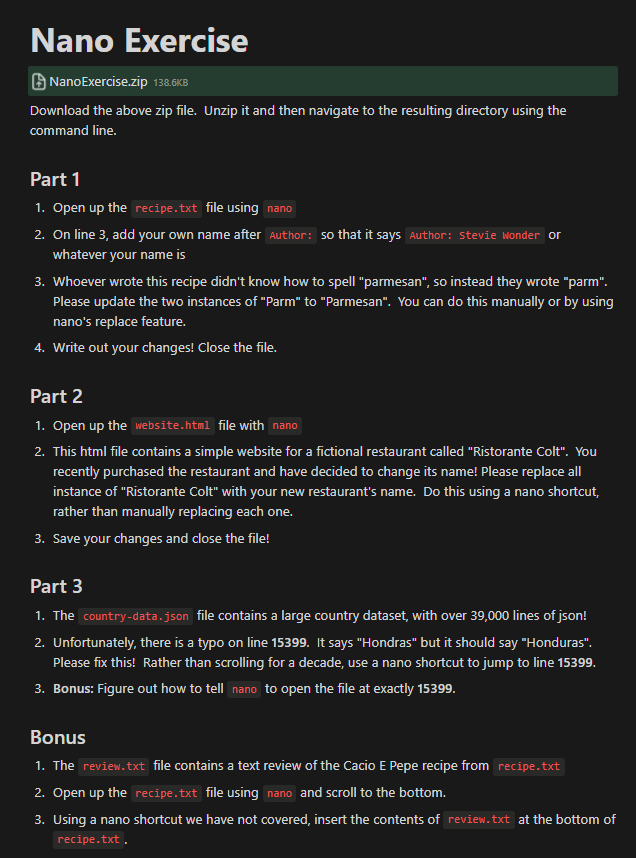 Nano Exercise
NanoExercise.zip 138.6KB
Download the above zip file. Unzip it and then navigate to the resulting directory using the
command line.
Part 1
1. Open up the recipe.txt file using nano
2. On line 3, add your own name after Author: so that it says Author: Stevie Wonder or
whatever your name is
3. Whoever wrote this recipe didn't know how to spell "parmesan", so instead they wrote "parm".
Please update the two instances of "Parm" to "Parmesan". You can do this manually or by using
nano's replace feature.
4. Write out your changes! Close the file.
Part 2
1. Open up the website.html file with nano
2. This html file contains a simple website for a fictional restaurant called "Ristorante Colt". You
recently purchased the restaurant and have decided to change its name! Please replace all
instance of "Ristorante Colt" with your new restaurant's name. Do this using a nano shortcut,
rather than manually replacing each one.
3. Save your changes and close the file!
Part 3
1. The country-data.json file contains a large country dataset, with over 39,000 lines of json!
2. Unfortunately, there is a typo on line 15399. It says "Hondras" but it should say "Honduras".
Please fix this! Rather than scrolling for a decade, use a nano shortcut to jump to line 15399.
3. Bonus: Figure out how to tell nano to open the file at exactly 15399.
Bonus
1. The review.txt file contains a text review of the Cacio E Pepe recipe from recipe.txt
2. Open up the recipe.txt file using nano and scroll to the bottom.
3. Using a nano shortcut we have not covered, insert the contents of review.txt at the bottom of
recipe.txt.